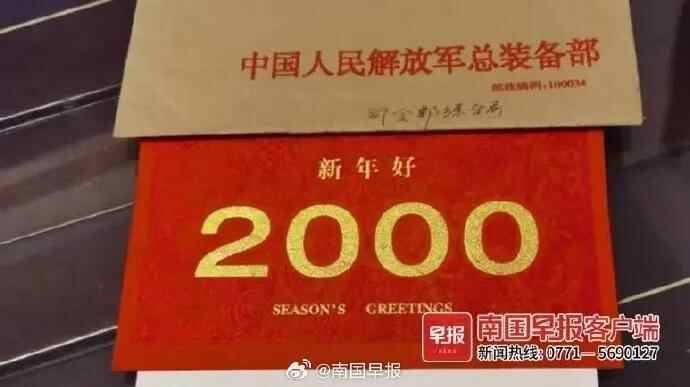 中国人民解放军总装备部
邮政编码:100034
新年好
2000
SEASON'S GREETINGS
早报
南国早报客户端
新闻热线:0771-5690127
@南国早报